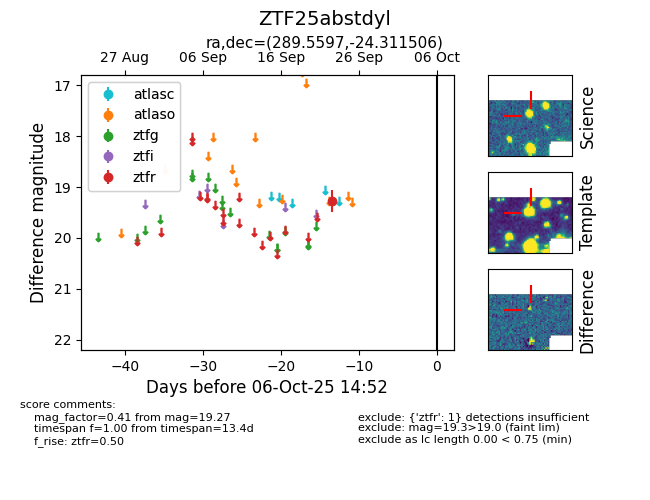 ZTF25abstdyl
ra,dec=(289.5597,-24.311506)
27 Aug 06 Sep 16 Sep 26 Sep 06 Oct
atlasc
atlaso
ztfg
ztfi
ztfr
17
18
19
20
21
22
Difference magnitude
−40 −30 −20 −10 0
Days before 06-Oct-25 14:52
Science
Template
Difference
score comments:
mag_factor=0.41 from mag=19.27
timespan f=1.00 from timespan=13.4d
f_rise: ztfr=0.50
exclude: {'ztfr': 1} detections insufficient
exclude: mag=19.3>19.0 (faint lim)
exclude as lc length 0.00 < 0.75 (min)